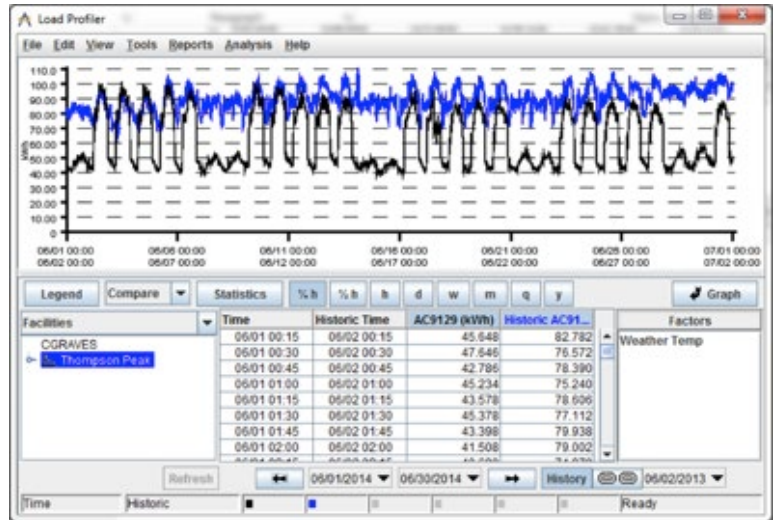 Load Profiler
File Edit View Tools Reports Analysis Help
110.0
100.0
90.00
80.00
70.00
60.00
50.00
40.00
30.00
20.00
10.00
0
kWh
06/01 00:00 06/06 00:00 06/11 00:00 06/16 00:00 06/21 00:00 06/26 00:00 07/01 00:00
06/02 00:00 06/07 00:00 06/12 00:00 06/17 00:00 06/22 00:00 06/27 00:00 07/02 00:00
Legend Compare Statistics h d w m q y Graph
Facilities Time Historic Time AC9129 (kWh) Historic AC91... Factors
CGRAVES 06/01 00:15 06/02 00:15 45.648 82.782 Weather Temp
Thompson Peak 06/01 00:30 06/02 00:30 47.646 76.572
06/01 00:45 06/02 00:45 42.786 78.390
06/01 01:00 06/02 01:00 45.234 75.240
06/01 01:15 06/02 01:15 43.578 78.606
06/01 01:30 06/02 01:30 45.378 77.112
06/01 01:45 06/02 01:45 43.398 79.938
06/01 02:00 06/02 02:00 41.508 79.002
Refresh 06/01/2014 06/30/2014 History 06/02/2013
Time Historic Ready